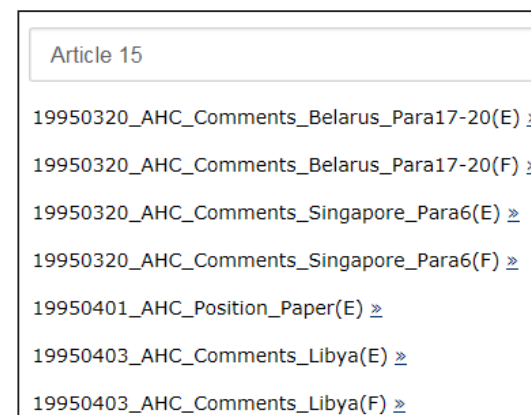 Article 15
19950320_AHC_Comments_Belarus_Para17-20(E) »
19950320_AHC_Comments_Belarus_Para17-20(F) »
19950320_AHC_Comments_Singapore_Para6(E) »
19950320_AHC_Comments_Singapore_Para6(F) »
19950401_AHC_Position_Paper(E) »
19950403_AHC_Comments_Libya(E) »
19950403_AHC_Comments_Libya(F) »